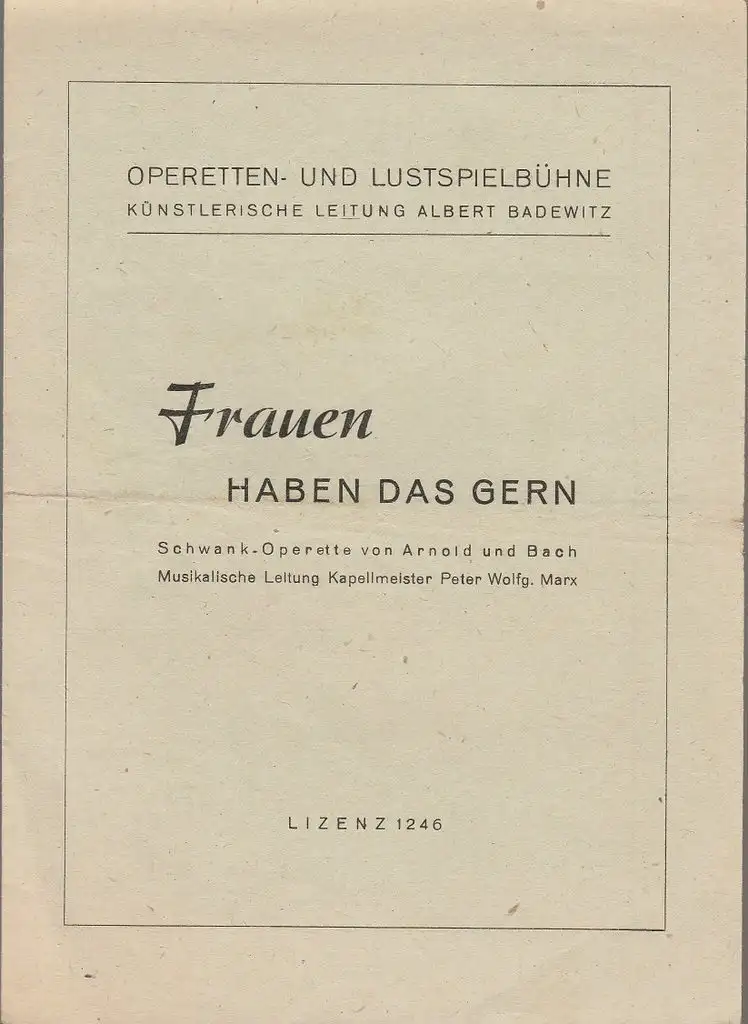 OPERETTEN- UND LUSTSPIELBÜHNE
KÜNSTLERISCHE LEITUNG ALBERT BADEWITZ
Frauen
HABEN DAS GERN
Schwank-Operette von Arnold und Bach
Musikalische Leitung Kapellmeister Peter Wolfg. Marx
LIZENZ 1246